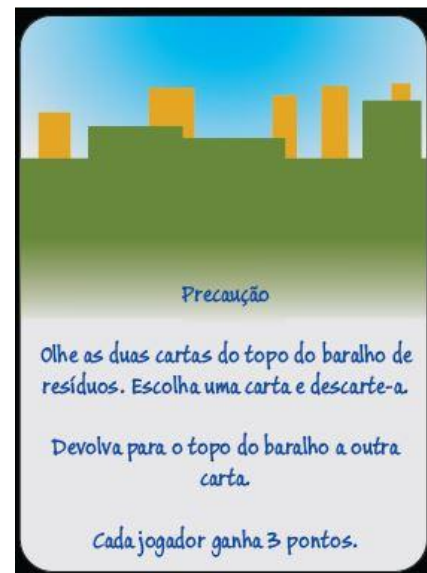 Precaução
Olhe as duas cartas do topo do baralho de
resíduos. Escolha uma carta e descarte-a.
Devolva para o topo do baralho a outra
carta.
Cada jogador ganha 3 pontos.